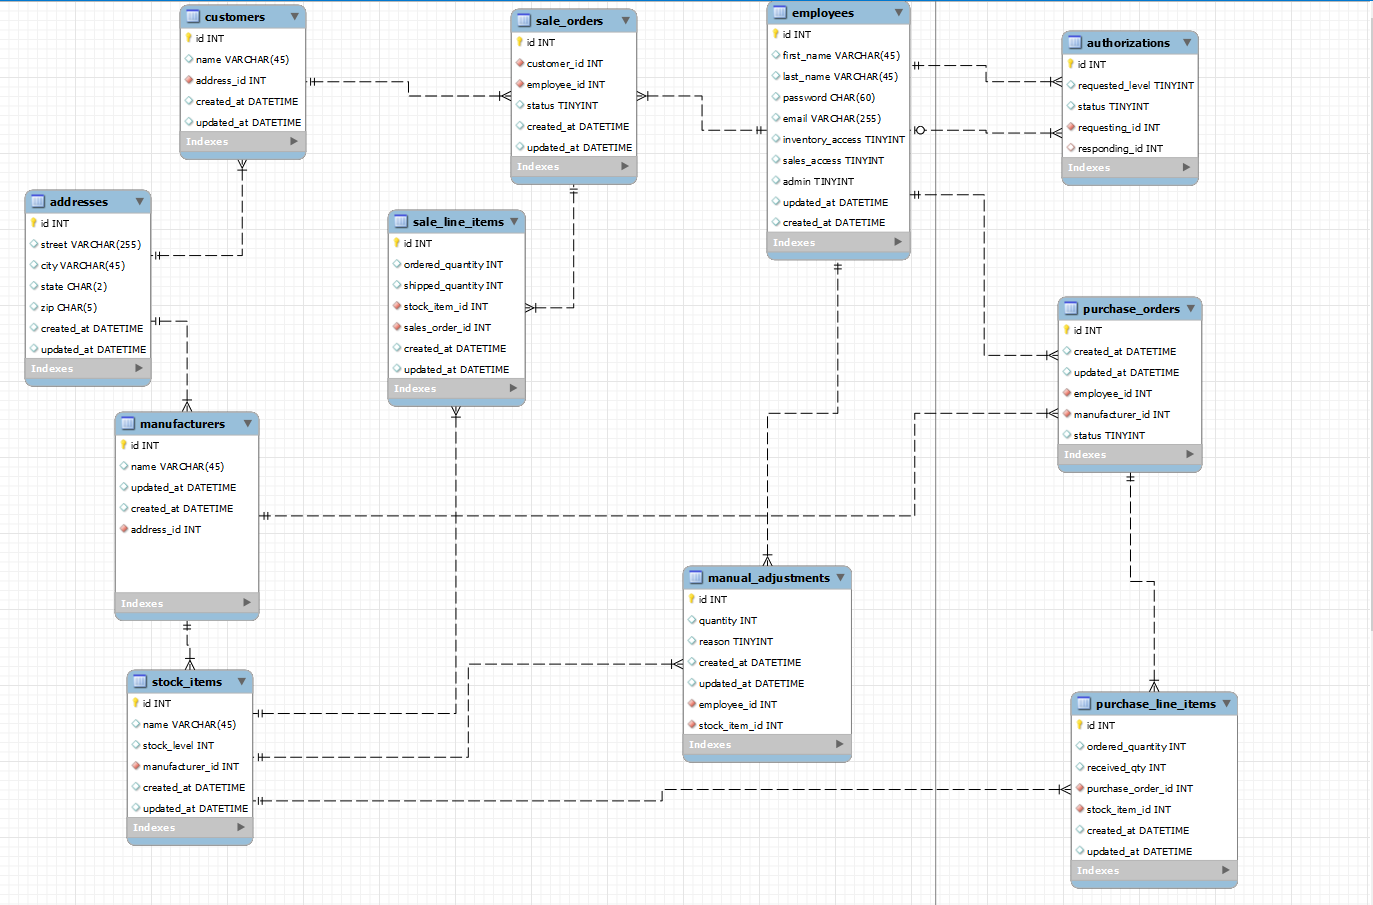 customers
id INT
name VARCHAR(45)
address_id INT
created_at DATETIME
updated_at DATETIME
Indexes
sale_orders
id INT
customer_id INT
employee_id INT
status TINYINT
created_at DATETIME
updated_at DATETIME
Indexes
employees
id INT
first_name VARCHAR(45)
last_name VARCHAR(45)
password CHAR(60)
email VARCHAR(255)
inventory_access TINYINT
sales_access TINYINT
admin TINYINT
updated_at DATETIME
created_at DATETIME
Indexes
authorizations
id INT
requested_level TINYINT
status TINYINT
requesting_id INT
responding_id INT
Indexes
addresses
id INT
street VARCHAR(255)
city VARCHAR(45)
state CHAR(2)
zip CHAR(5)
created_at DATETIME
updated_at DATETIME
Indexes
sale_line_items
id INT
ordered_quantity INT
shipped_quantity INT
stock_item_id INT
sales_order_id INT
created_at DATETIME
updated_at DATETIME
Indexes
purchase_orders
id INT
created_at DATETIME
updated_at DATETIME
employee_id INT
manufacturer_id INT
status TINYINT
Indexes
manufacturers
id INT
name VARCHAR(45)
updated_at DATETIME
created_at DATETIME
address_id INT
Indexes
manual_adjustments
id INT
quantity INT
reason TINYINT
created_at DATETIME
updated_at DATETIME
employee_id INT
stock_item_id INT
Indexes
stock_items
id INT
name VARCHAR(45)
stock_level INT
manufacturer_id INT
created_at DATETIME
updated_at DATETIME
Indexes
purchase_line_items
id INT
ordered_quantity INT
received_qty INT
purchase_order_id INT
stock_item_id INT
created_at DATETIME
updated_at DATETIME
Indexes